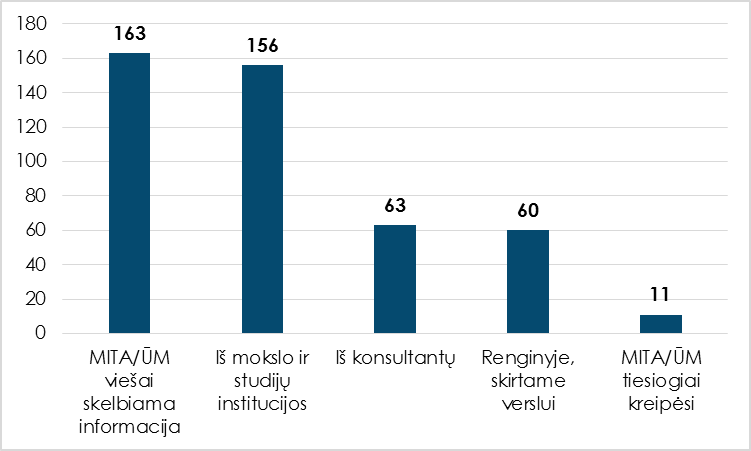 180
160
140
120
100
80
60
40
20
0
163
156
63
60
11
MITA/ŪM
viešai
skelbiama
informacija
Iš mokslo ir
studijų
institucijos
Iš konsultantų
Renginyje,
skirtame
verslui
MITA/ŪM
tiesiogiai
kreipėsi